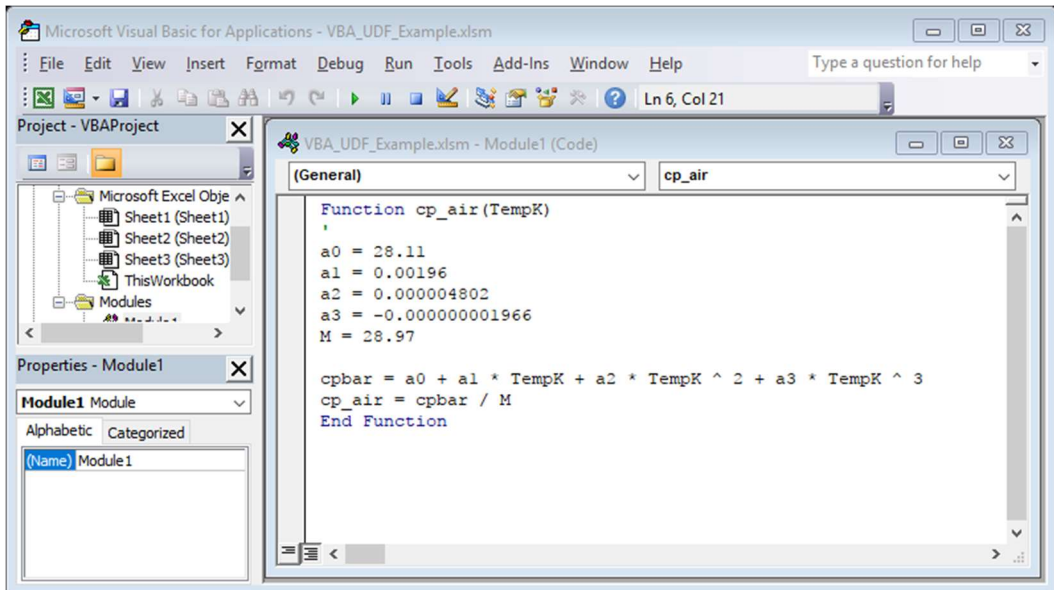 Microsoft Visual Basic for Applications - VBA_UDF_Example.xlsm
File Edit View Insert Format Debug Run Tools Add-Ins Window Help Type a question for help
Ln 6, Col 21
Project - VBAProject
Microsoft Excel Obje
Sheet1 (Sheet1)
Sheet2 (Sheet2)
Sheet3 (Sheet3)
ThisWorkbook
Modules
Module1
Properties - Module1
Module1 Module
Alphabetic Categorized
(Name) Module1
VBA_UDF_Example.xlsm - Module1 (Code)
(General) cp_air
Function cp_air(TempK)
'
a0 = 28.11
a1 = 0.00196
a2 = 0.000004802
a3 = -0.000000001966
M = 28.97
cpbar = a0 + a1 * TempK + a2 * TempK ^ 2 + a3 * TempK ^ 3
cp_air = cpbar / M
End Function